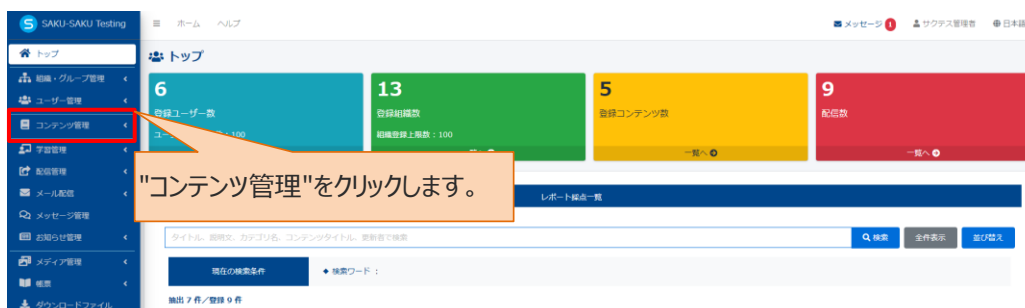 SAKU-SAKU Testing
ホーム ヘルプ
メッセージ 1 サクテス管理者 日本語
トップ
トップ
組織・グループ管理
ユーザー管理
コンテンツ管理
学習管理
配信管理
メール配信
メッセージ管理
お知らせ管理
メディア管理
帳票
ダウンロードファイル
6
登録ユーザー数
：100
13
登録組織数
組織登録上限数：100
5
登録コンテンツ数
一覧へ
9
配信数
一覧へ
"コンテンツ管理"をクリックします。
レポート採点一覧
タイトル、説明文、カテゴリ名、コンテンツタイトル、更新者で検索
検索 全件表示 並び替え
現在の検索条件 ◆ 検索ワード ：
抽出 7 件／登録 9 件